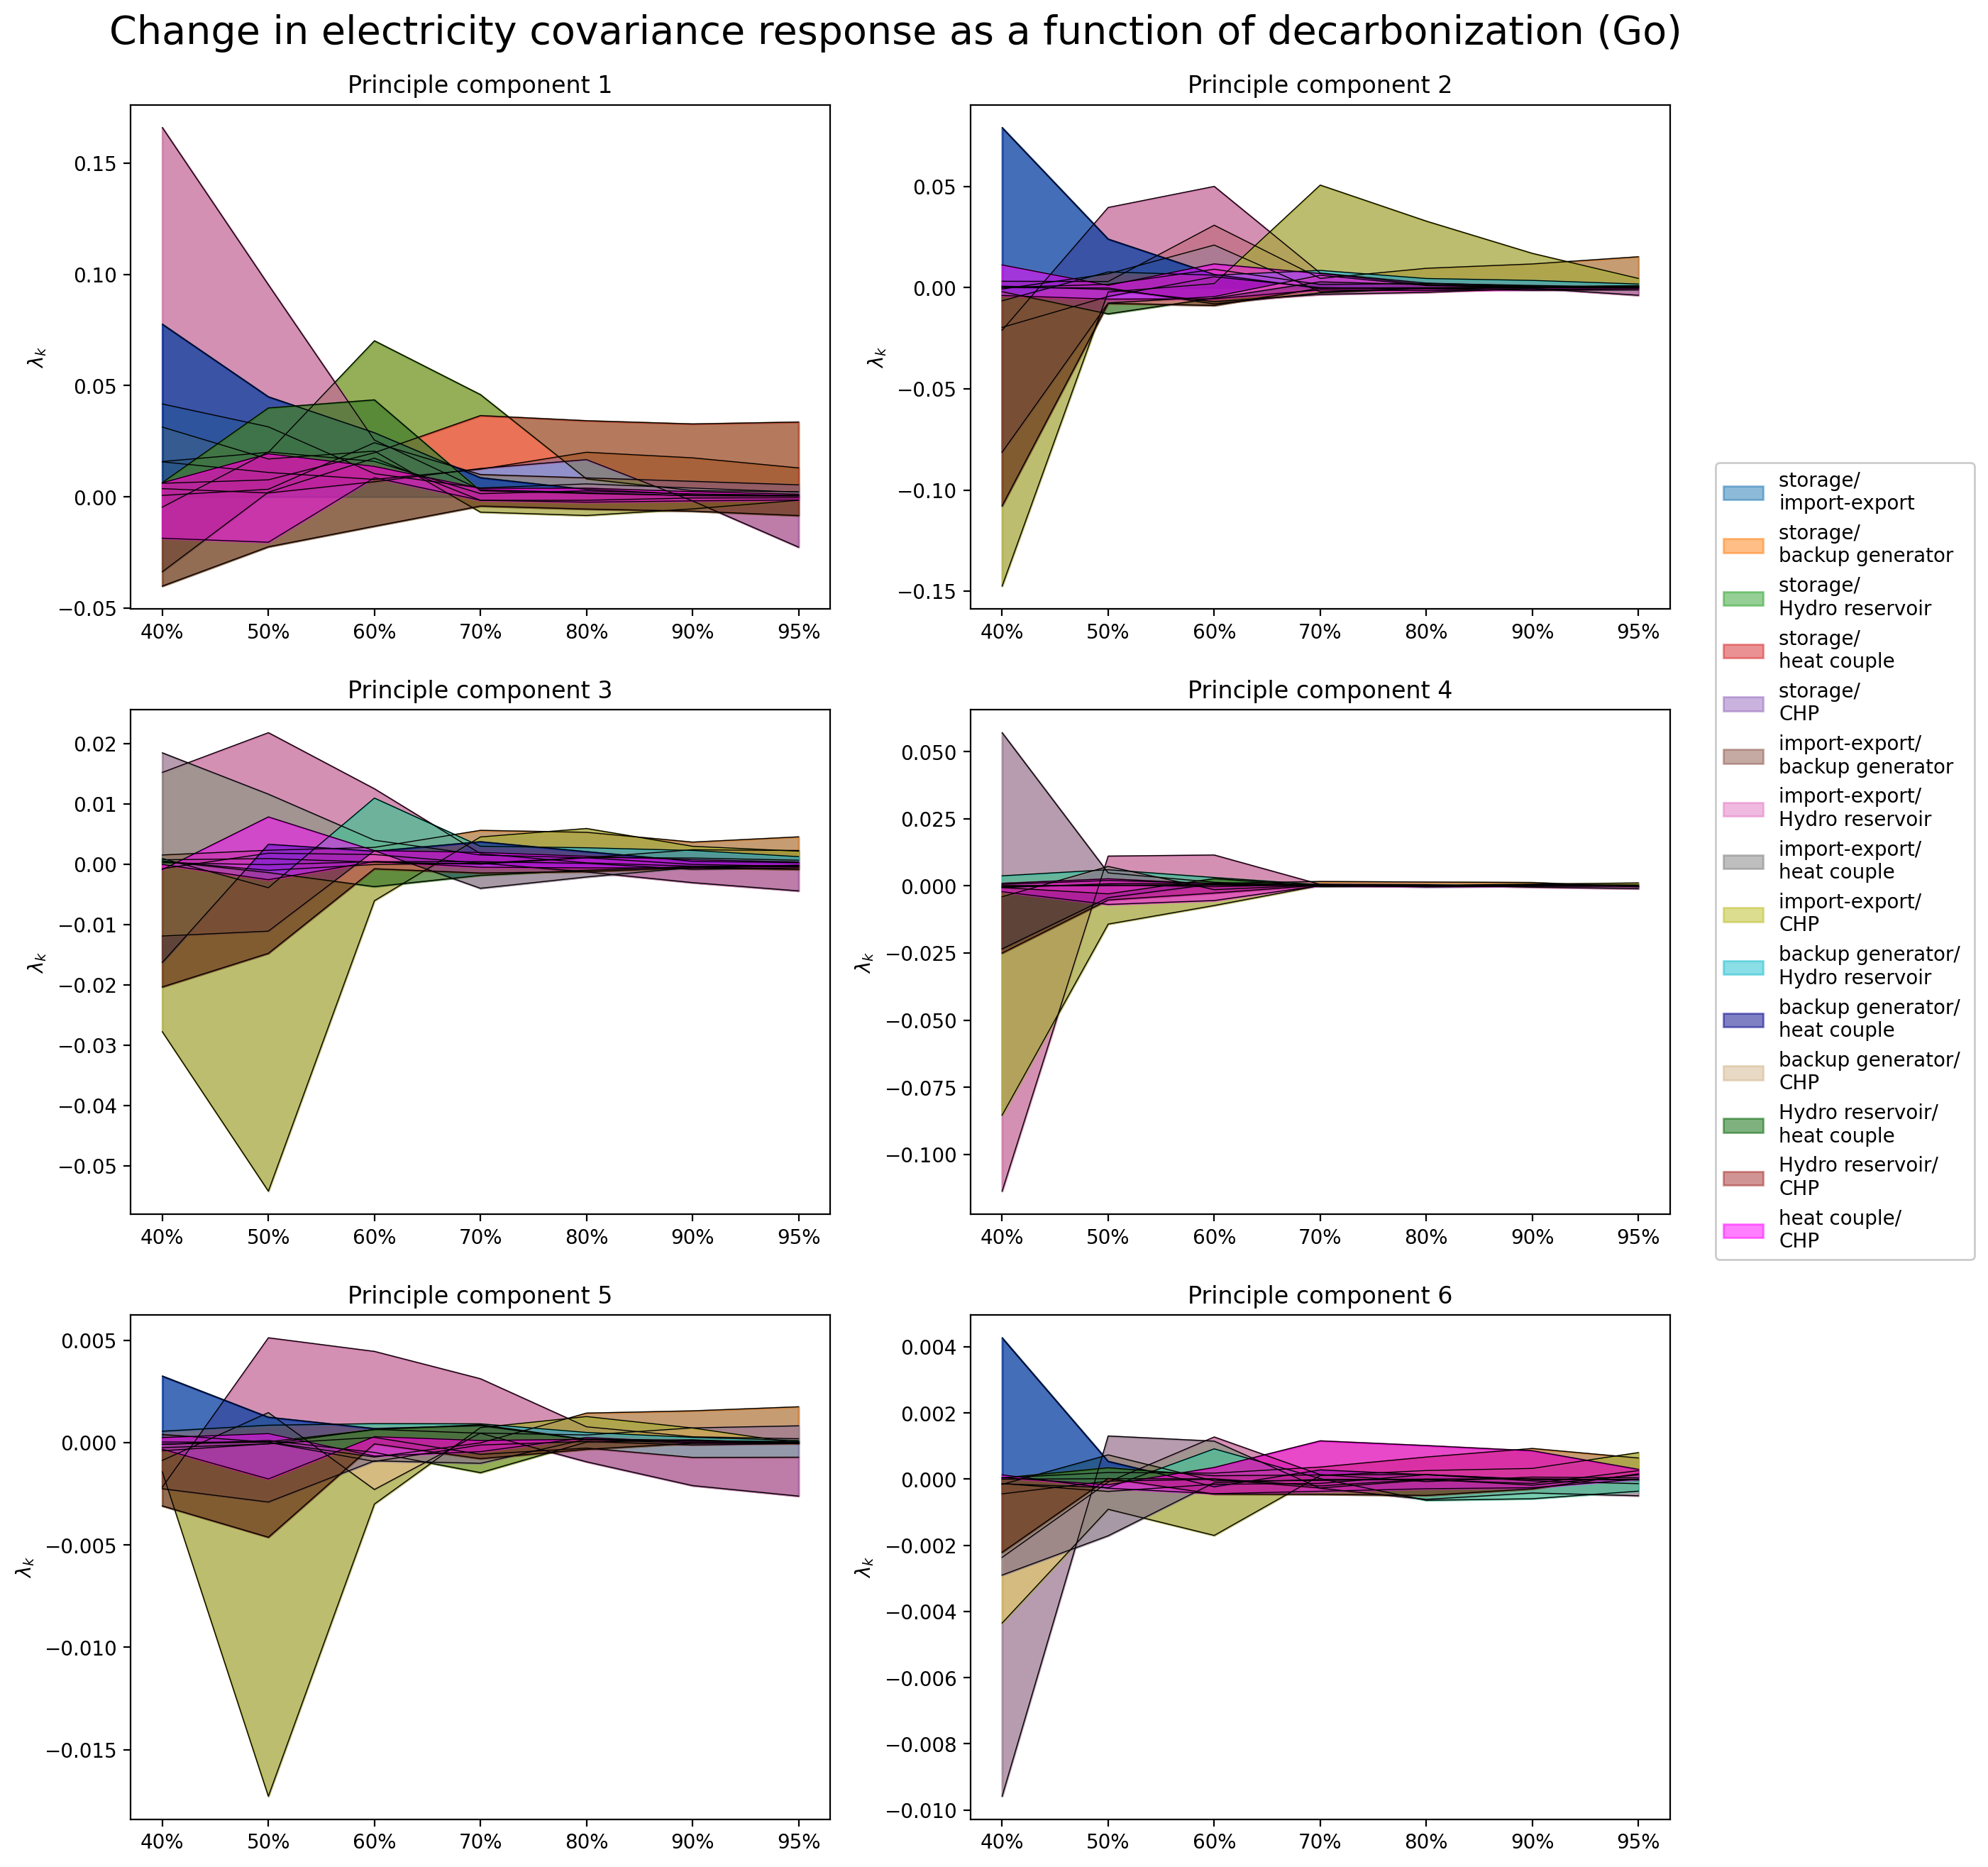 Change in electricity covariance response as a function of decarbonization (Go)
Principle component 1
λk
0.15
0.10
0.05
0.00
−0.05
40% 50% 60% 70% 80% 90% 95%
Principle component 2
λk
0.05
0.00
−0.05
−0.10
−0.15
40% 50% 60% 70% 80% 90% 95%
Principle component 3
λk
0.02
0.01
0.00
−0.01
−0.02
−0.03
−0.04
−0.05
40% 50% 60% 70% 80% 90% 95%
Principle component 4
λk
0.050
0.025
0.000
−0.025
−0.050
−0.075
−0.100
40% 50% 60% 70% 80% 90% 95%
Principle component 5
λk
0.005
0.000
−0.005
−0.010
−0.015
40% 50% 60% 70% 80% 90% 95%
Principle component 6
λk
0.004
0.002
0.000
−0.002
−0.004
−0.006
−0.008
−0.010
40% 50% 60% 70% 80% 90% 95%
storage/
import-export
storage/
backup generator
storage/
Hydro reservoir
storage/
heat couple
storage/
CHP
import-export/
backup generator
import-export/
Hydro reservoir
import-export/
heat couple
import-export/
CHP
backup generator/
Hydro reservoir
backup generator/
heat couple
backup generator/
CHP
Hydro reservoir/
heat couple
Hydro reservoir/
CHP
heat couple/
CHP